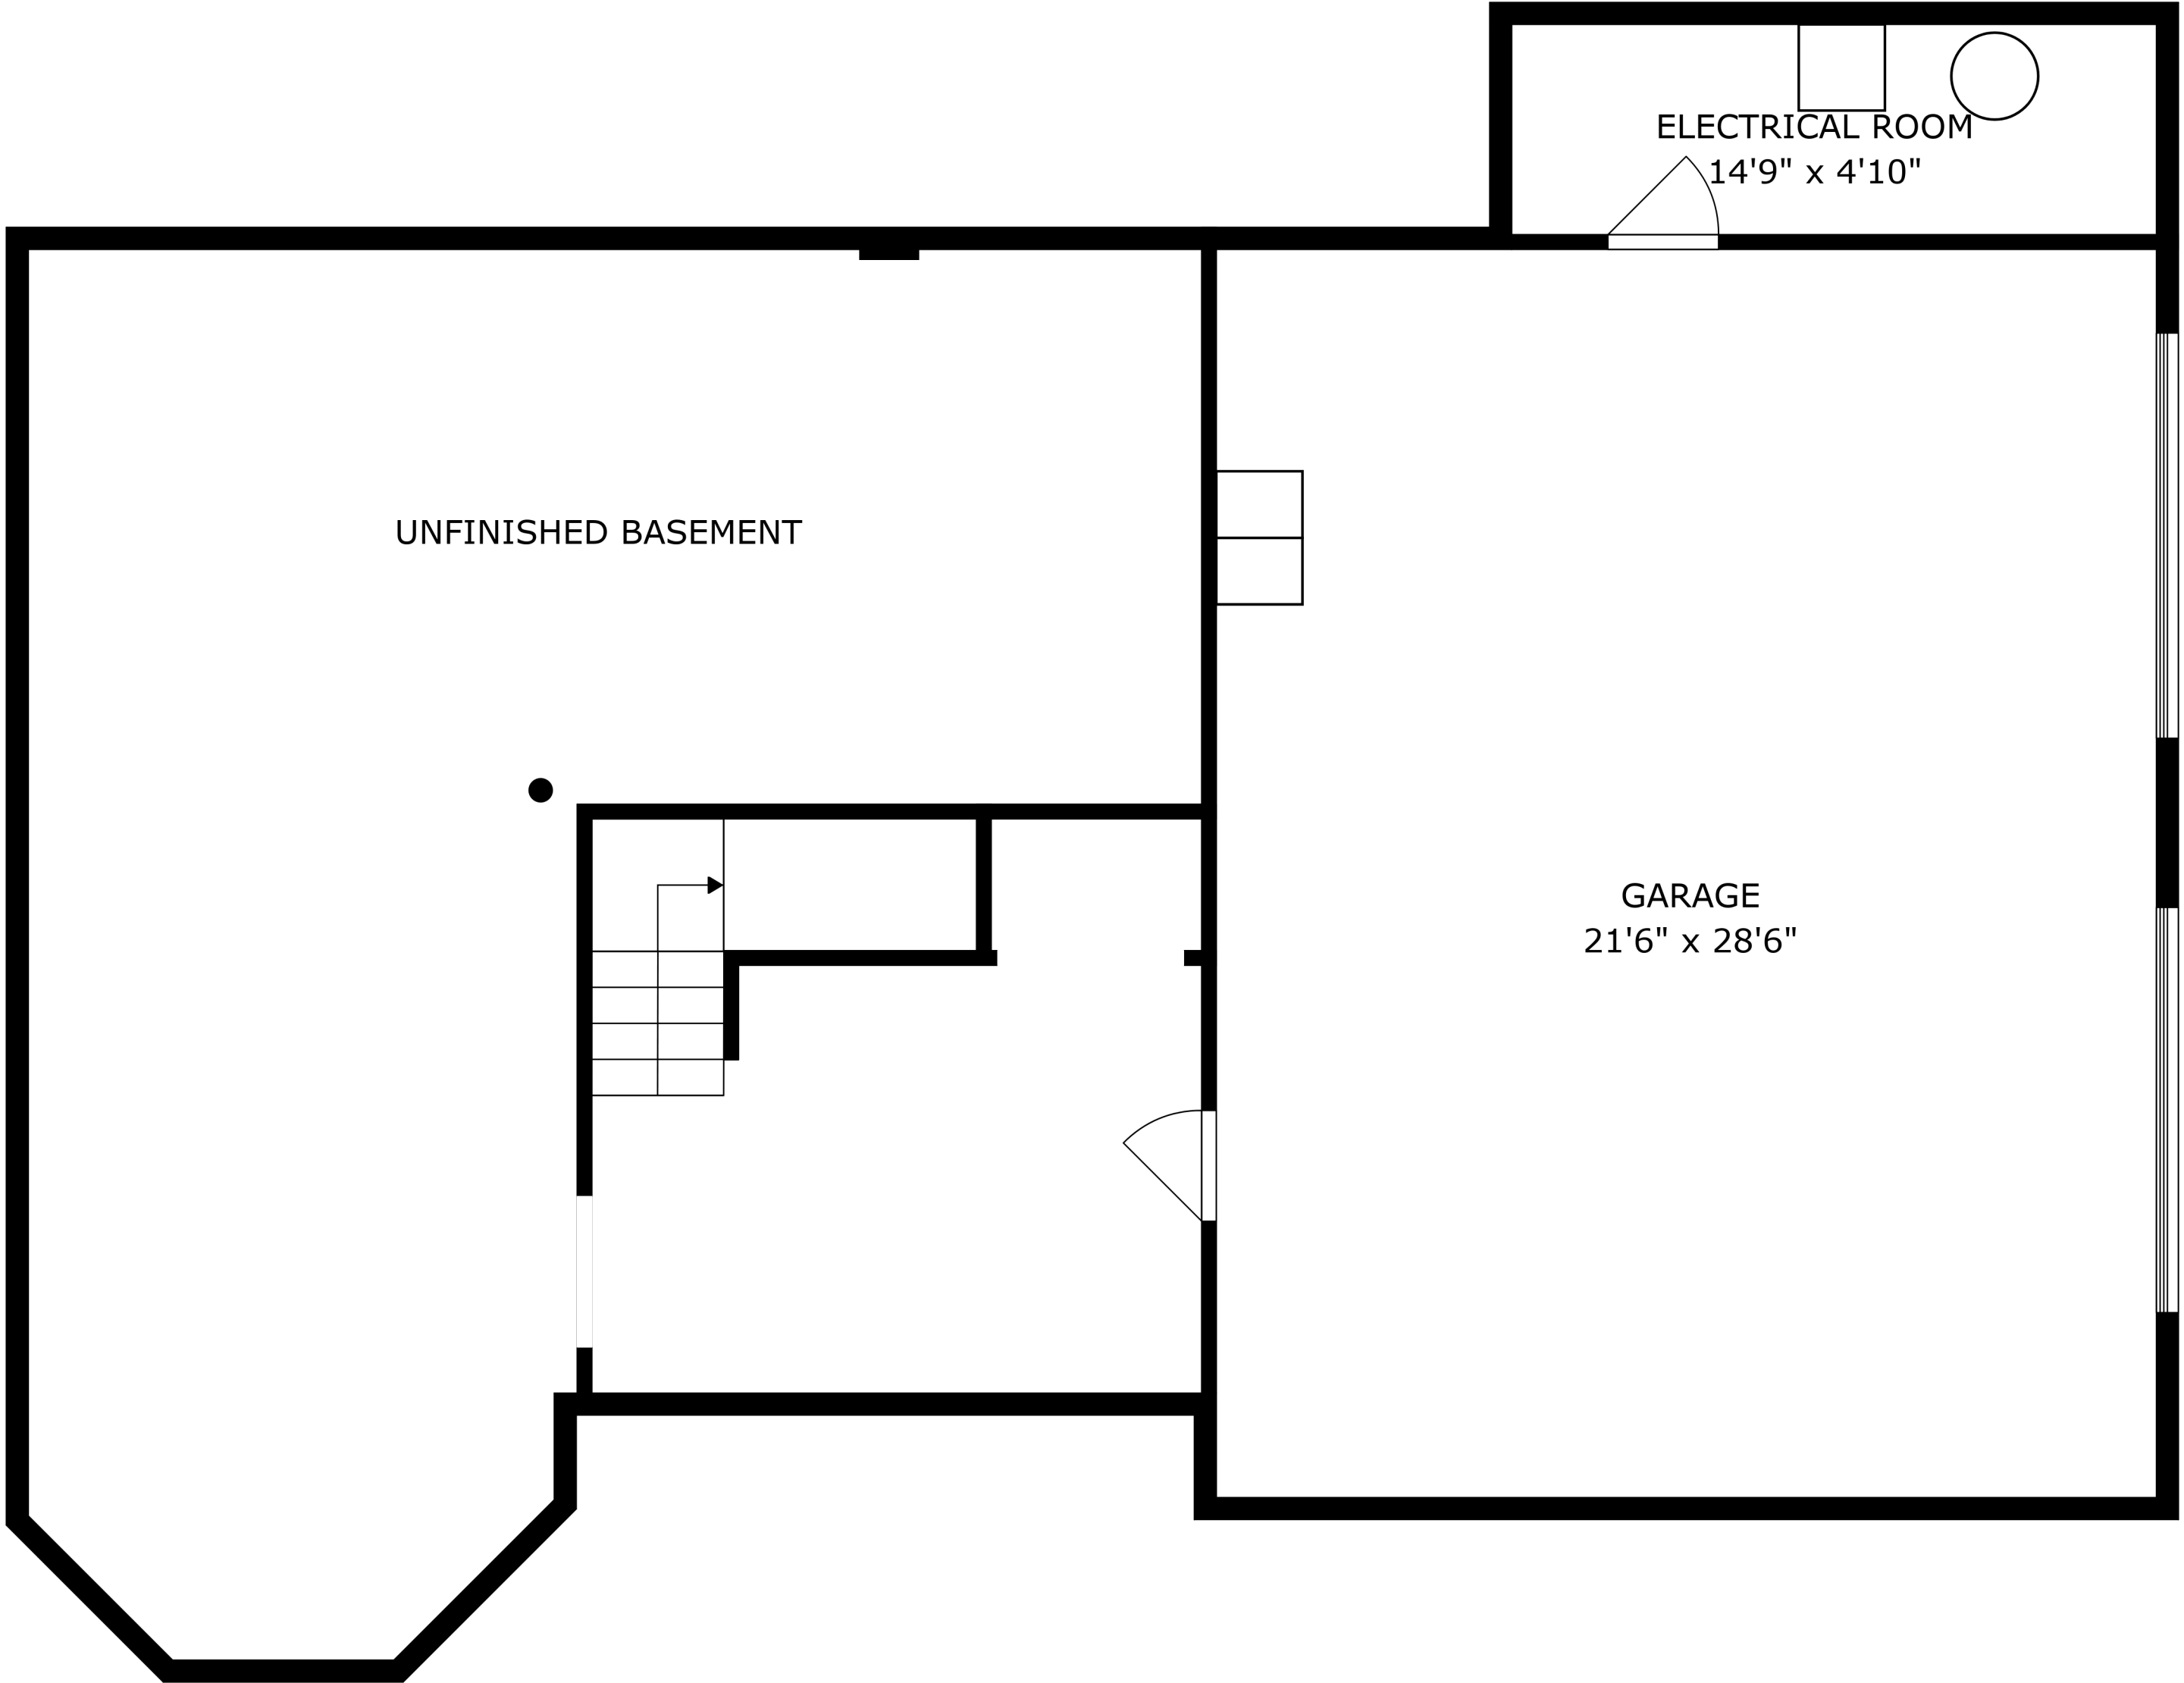 ELECTRICAL ROOM
14'9" x 4'10"
UNFINISHED BASEMENT
GARAGE
21'6" x 28'6"